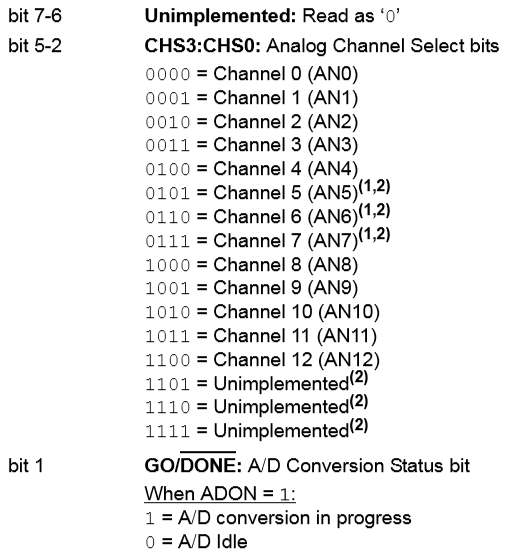 bit 7-6 Unimplemented: Read as ‘0’
bit 5-2 CHS3:CHS0: Analog Channel Select bits
0000 = Channel 0 (AN0)
0001 = Channel 1 (AN1)
0010 = Channel 2 (AN2)
0011 = Channel 3 (AN3)
0100 = Channel 4 (AN4)
0101 = Channel 5 (AN5)(1,2)
0110 = Channel 6 (AN6)(1,2)
0111 = Channel 7 (AN7)(1,2)
1000 = Channel 8 (AN8)
1001 = Channel 9 (AN9)
1010 = Channel 10 (AN10)
1011 = Channel 11 (AN11)
1100 = Channel 12 (AN12)
1101 = Unimplemented(2)
1110 = Unimplemented(2)
1111 = Unimplemented(2)
bit 1 GO/DONE: A/D Conversion Status bit
When ADON = 1:
1 = A/D conversion in progress
0 = A/D Idle